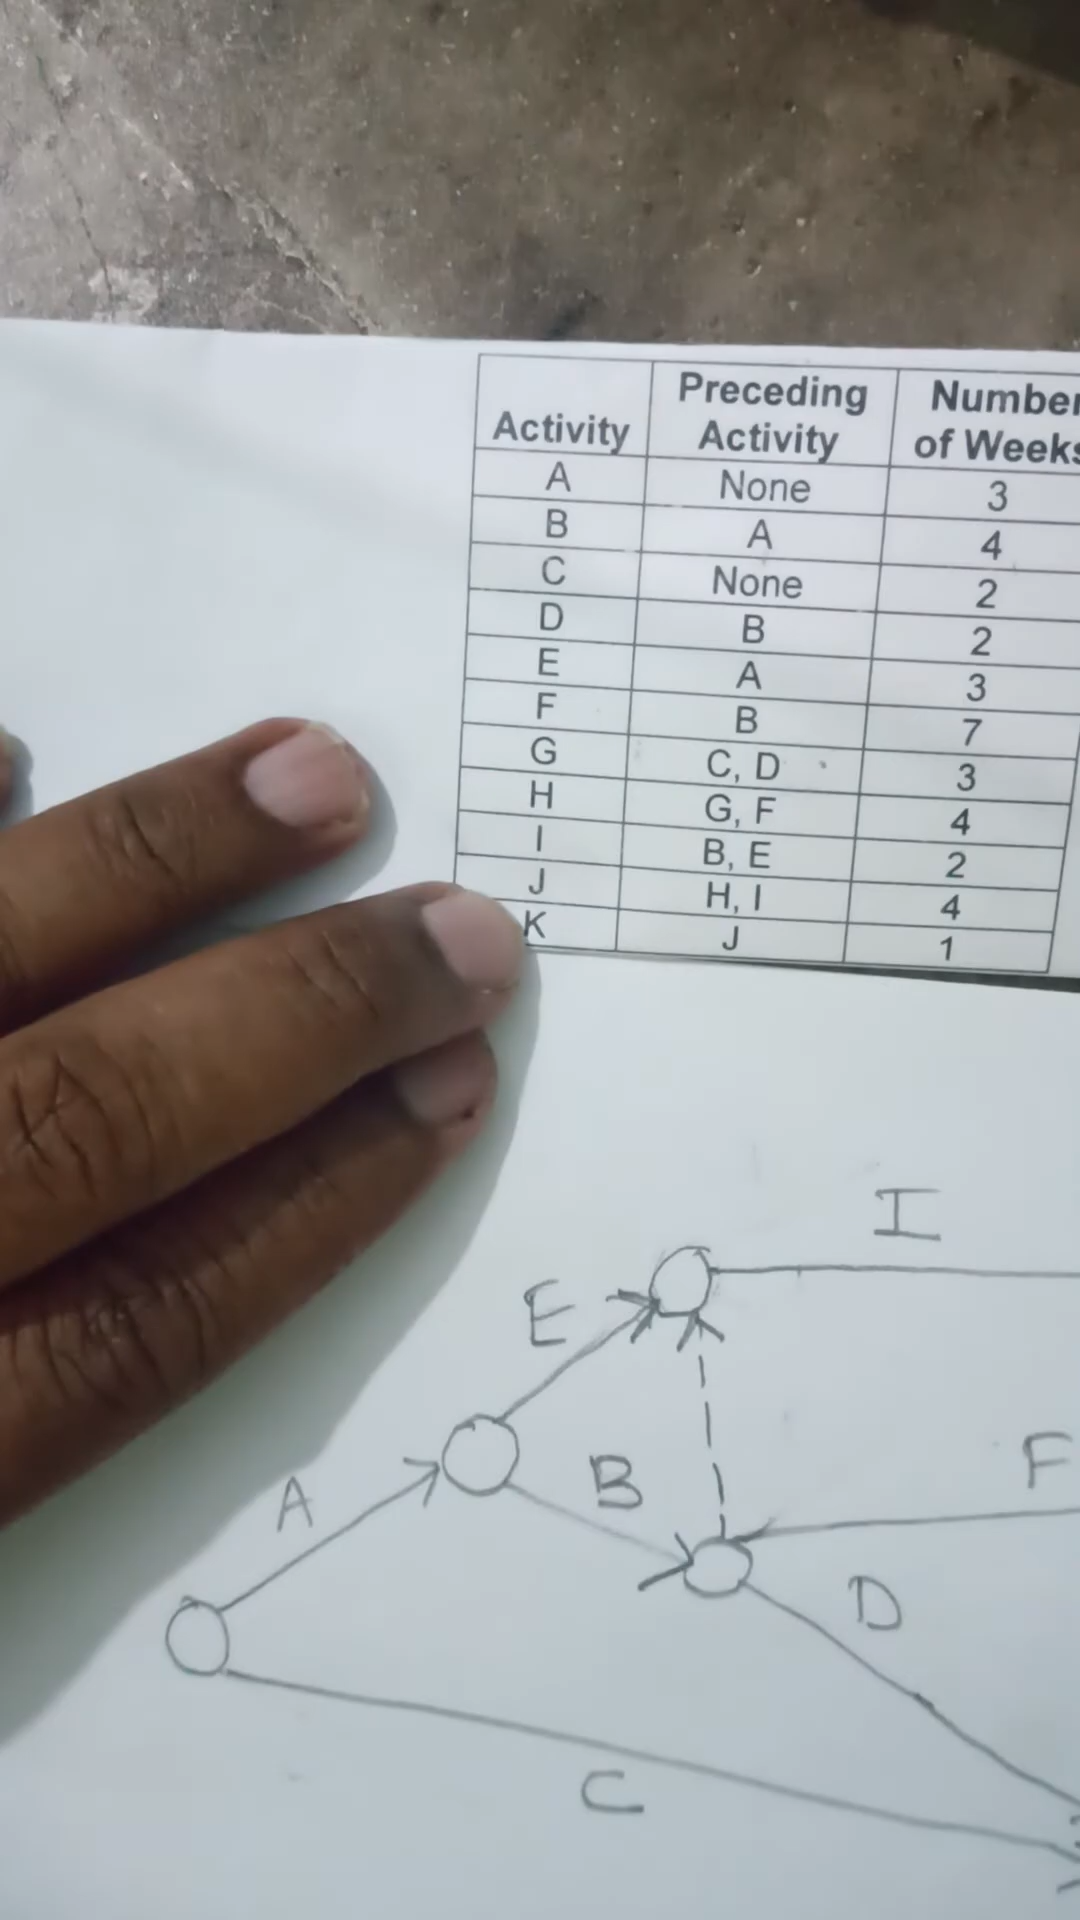 Activity Preceding Activity Number of Weeks
A None 3
B A 4
C None 2
D B 2
E A 3
F B 7
G C, D 3
H G, F 4
I B, E 2
J H, I 4
K J 1
I
E
F
B
A
D
C